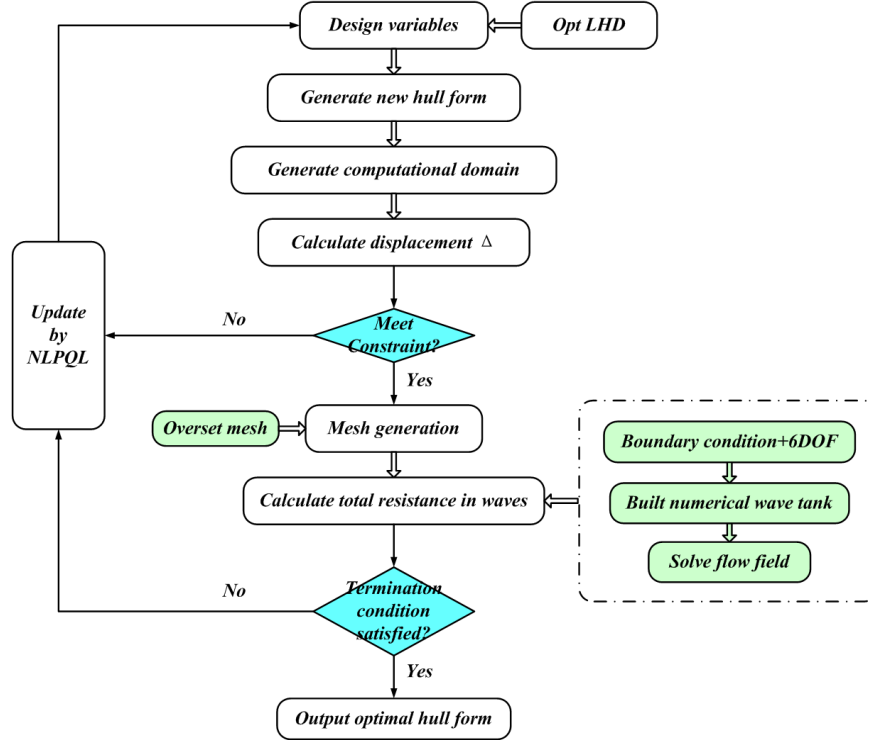 Design variables
Opt LHD
Generate new hull form
Generate computational domain
Calculate displacement Δ
Update
by
NLPQL
No
Meet
Constraint?
Yes
Overset mesh
Mesh generation
Boundary condition+6DOF
Calculate total resistance in waves
Built numerical wave tank
Solve flow field
No
Termination
condition
satisfied?
Yes
Output optimal hull form